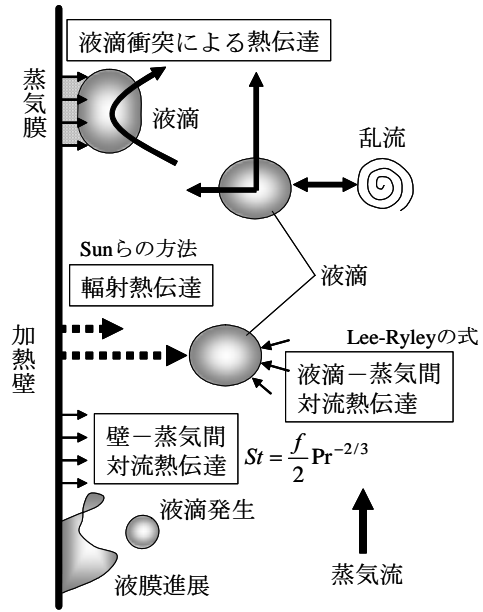 液滴衝突による熱伝達
蒸気膜
液滴
乱流
Sunらの方法
輻射熱伝達
液滴
加熱壁
Lee-Ryleyの式
液滴－蒸気間
対流熱伝達
壁－蒸気間
対流熱伝達
St = f/2 Pr^{-2/3}
液滴発生
液膜進展
蒸気流